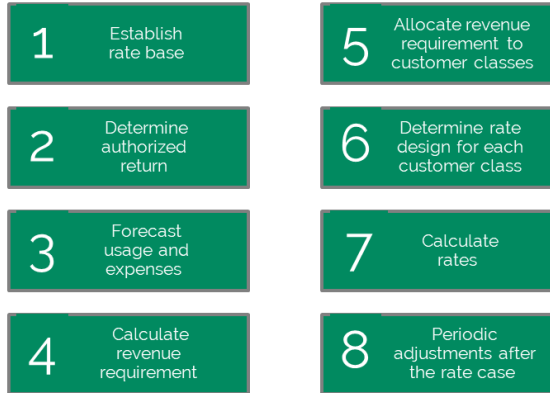 1
Establish
rate base
2
Determine
authorized
return
3
Forecast
usage and
expenses
4
Calculate
revenue
requirement
5
Allocate revenue
requirement to
customer classes
6
Determine rate
design for each
customer class
7
Calculate
rates
8
Periodic
adjustments after
the rate case